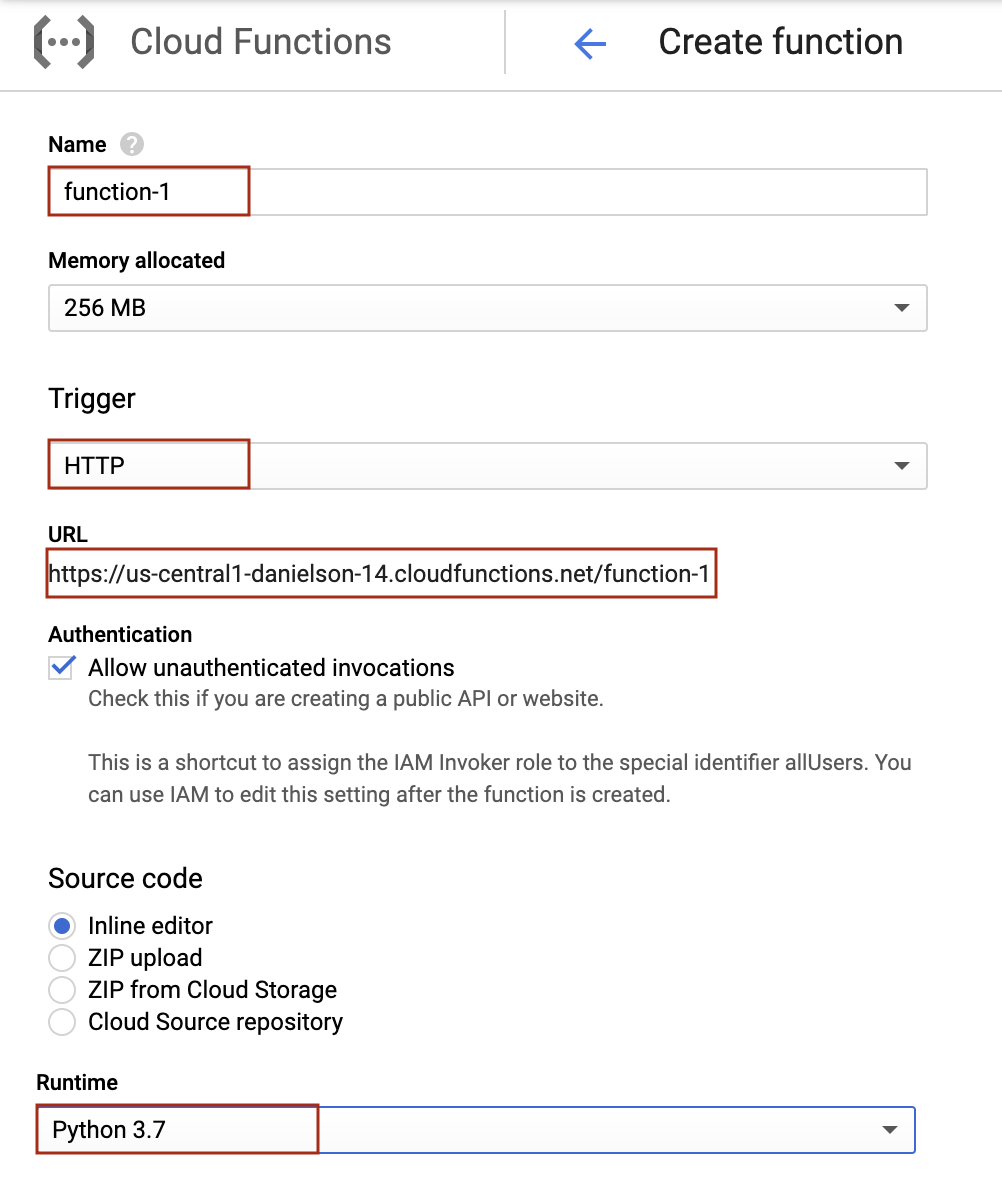 Cloud Functions
Create function
Name ?
function-1
Memory allocated
256 MB
Trigger
HTTP
URL
https://us-central1-danielson-14.cloudfunctions.net/function-1
Authentication
Allow unauthenticated invocations
Check this if you are creating a public API or website.
This is a shortcut to assign the IAM Invoker role to the special identifier allUsers. You
can use IAM to edit this setting after the function is created.
Source code
Inline editor
ZIP upload
ZIP from Cloud Storage
Cloud Source repository
Runtime
Python 3.7